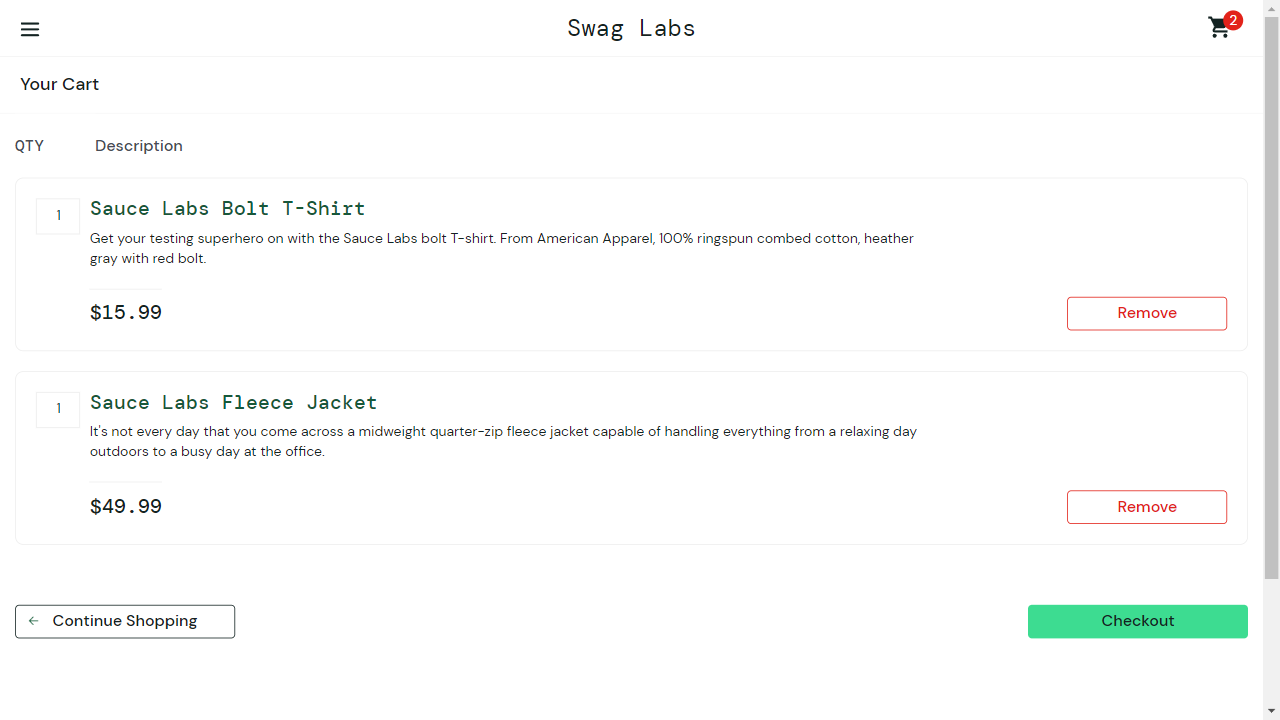 Swag Labs
2
Your Cart
QTY Description
1
Sauce Labs Bolt T-Shirt
Get your testing superhero on with the Sauce Labs bolt T-shirt. From American Apparel, 100% ringspun combed cotton, heather
gray with red bolt.
$15.99
Remove
1
Sauce Labs Fleece Jacket
It's not every day that you come across a midweight quarter-zip fleece jacket capable of handling everything from a relaxing day
outdoors to a busy day at the office.
$49.99
Remove
Continue Shopping
Checkout